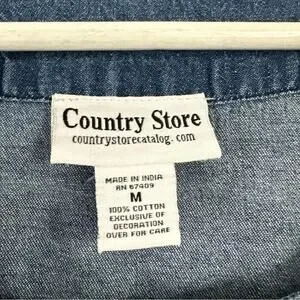 Country Store
countrystorecatalog.com
MADE IN INDIA
RN 67409
M
100% COTTON
EXCLUSIVE OF
DECORATION
OVER FOR CARE